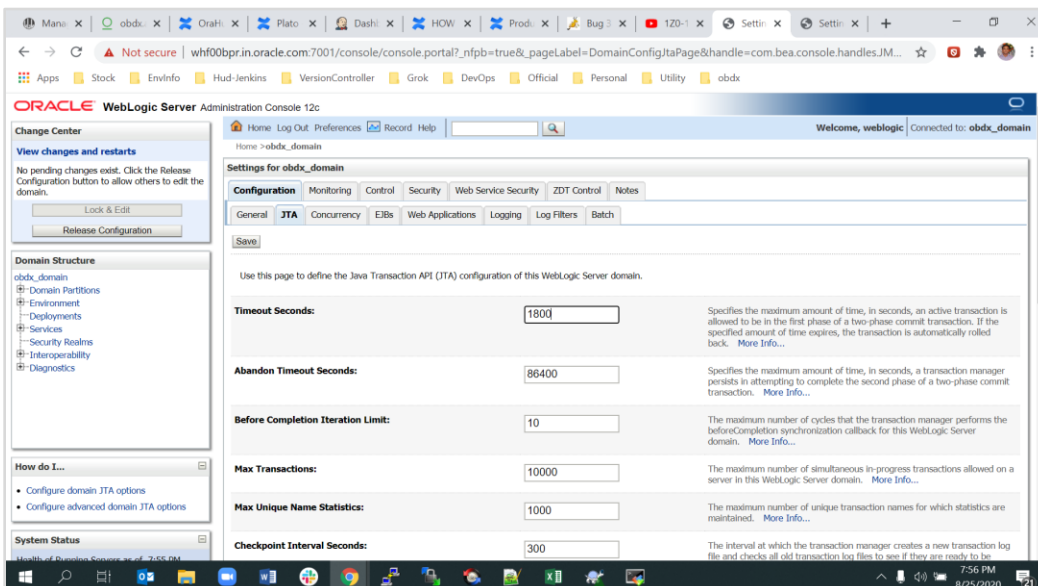 Mana
obdx
OraH
Plato
Dashl
HOW
Produ
Bug 3
1Z0-1
Settin
Settin
Not secure | whf00bpr.in.oracle.com:7001/console/console.portal?_nfpb=true&_pageLabel=DomainConfigJtaPage&handle=com.bea.console.handles.JM...
Apps Stock EnvInfo Hud-Jenkins VersionController Grok DevOps Official Personal Utility obdx
ORACLE WebLogic Server Administration Console 12c
Change Center
View changes and restarts
No pending changes exist. Click the Release
Configuration button to allow others to edit the
domain.
Lock & Edit
Release Configuration
Domain Structure
obdx_domain
Domain Partitions
Environment
Deployments
Services
Security Realms
Interoperability
Diagnostics
How do I...
Configure domain JTA options
Configure advanced domain JTA options
System Status
Health of Running Servers as of 7:55 PM
Home Log Out Preferences Record Help
Welcome, weblogic Connected to: obdx_domain
Home >obdx_domain
Settings for obdx_domain
Configuration Monitoring Control Security Web Service Security ZDT Control Notes
General JTA Concurrency EJBs Web Applications Logging Log Filters Batch
Save
Use this page to define the Java Transaction API (JTA) configuration of this WebLogic Server domain.
Timeout Seconds: 1800 Specifies the maximum amount of time, in seconds, an active transaction is
allowed to be in the first phase of a two-phase commit transaction. If the
specified amount of time expires, the transaction is automatically rolled
back. More Info...
Abandon Timeout Seconds: 86400 Specifies the maximum amount of time, in seconds, a transaction manager
persists in attempting to complete the second phase of a two-phase commit
transaction. More Info...
Before Completion Iteration Limit: 10 The maximum number of cycles that the transaction manager performs the
beforeCompletion synchronization callback for this WebLogic Server
domain. More Info...
Max Transactions: 10000 The maximum number of simultaneous in-progress transactions allowed on a
server in this WebLogic Server domain. More Info...
Max Unique Name Statistics: 1000 The maximum number of unique transaction names for which statistics are
maintained. More Info...
Checkpoint Interval Seconds: 300 The interval at which the transaction manager creates a new transaction log
file and checks all old transaction log files to see if they are ready to be
7:56 PM
8/25/2020
21